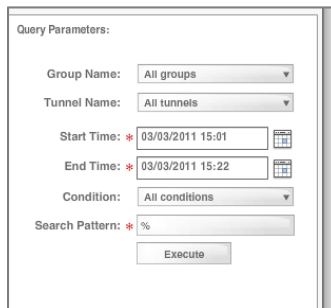 Query Parameters:
Group Name: All groups
Tunnel Name: All tunnels
Start Time: * 03/03/2011 15:01
End Time: * 03/03/2011 15:22
Condition: All conditions
Search Pattern: * %
Execute